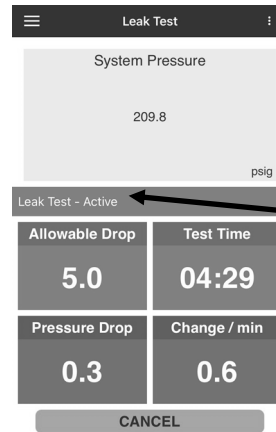 Leak Test
System Pressure
209.8
psig
Leak Test - Active
Allowable Drop
Test Time
5.0
04:29
Pressure Drop
Change / min
0.3
0.6
CANCEL